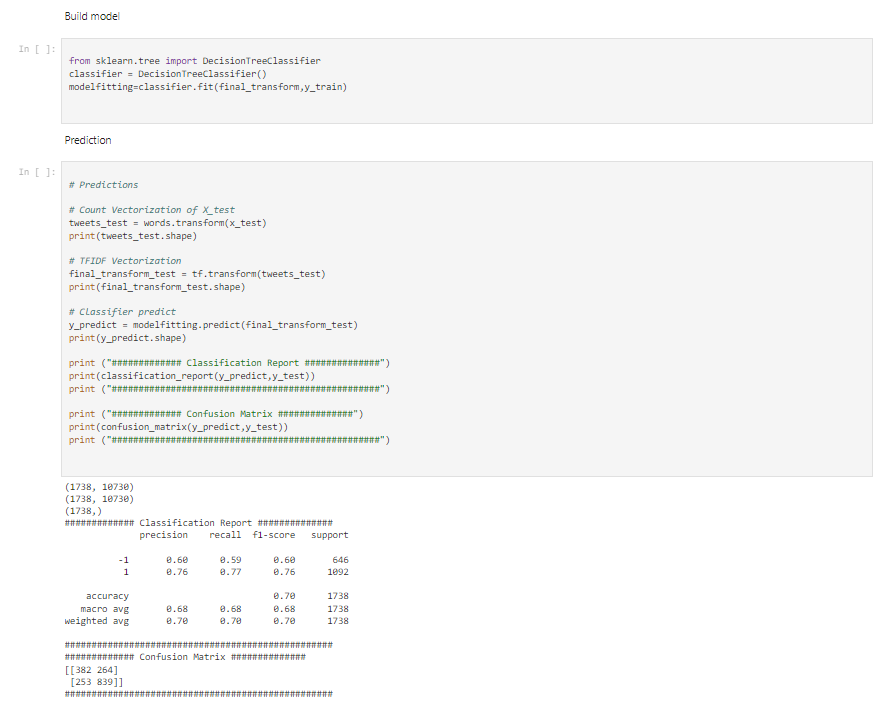 Build model
In [ ]:
from sklearn.tree import DecisionTreeClassifier
classifier = DecisionTreeClassifier()
modelfitting=classifier.fit(final_transform,y_train)
Prediction
In [ ]:
# Predictions
# Count Vectorization of X_test
tweets_test = words.transform(x_test)
print(tweets_test.shape)
# TFIDF Vectorization
final_transform_test = tf.transform(tweets_test)
print(final_transform_test.shape)
# Classifier predict
y_predict = modelfitting.predict(final_transform_test)
print(y_predict.shape)
print ("############# Classification Report ##############")
print(classification_report(y_predict,y_test))
print ("##################################################")
print ("############# Confusion Matrix ##############")
print(confusion_matrix(y_predict,y_test))
print ("##################################################")
(1738, 10730)
(1738, 10730)
(1738,)
############# Classification Report ##############
precision recall f1-score support
-1 0.60 0.59 0.60 646
1 0.76 0.77 0.76 1092
accuracy 0.70 1738
macro avg 0.68 0.68 0.68 1738
weighted avg 0.70 0.70 0.70 1738
##################################################
############# Confusion Matrix ##############
[[382 264]
[253 839]]
##################################################